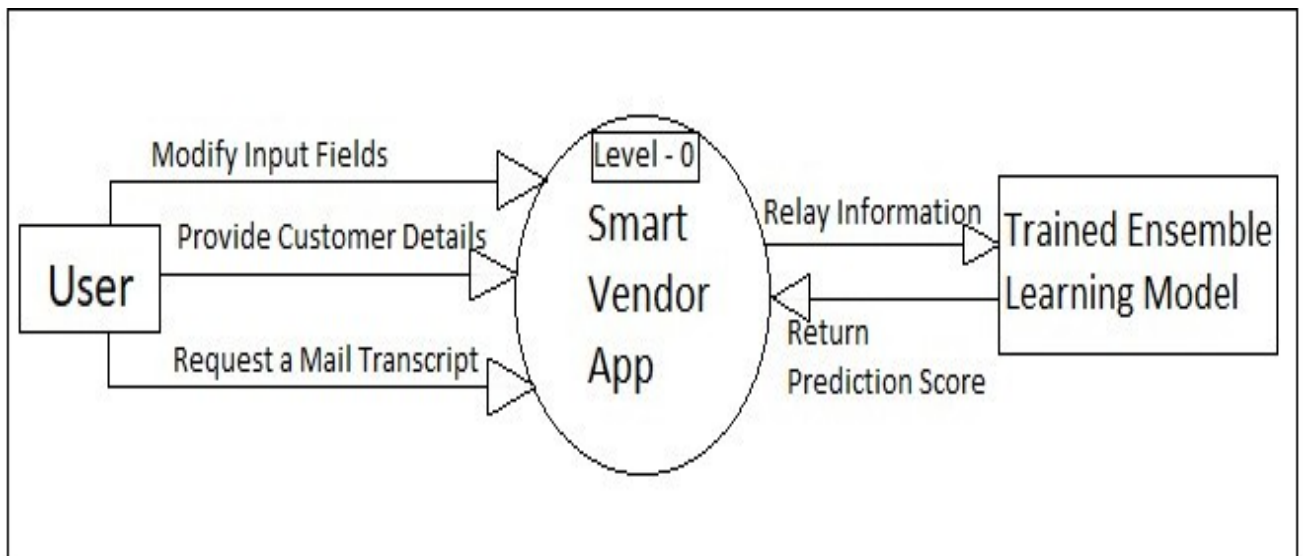 Modify Input Fields
Provide Customer Details
User
Request a Mail Transcript
Level - 0
Smart
Vendor
App
Relay Information
Return
Prediction Score
Trained Ensemble
Learning Model